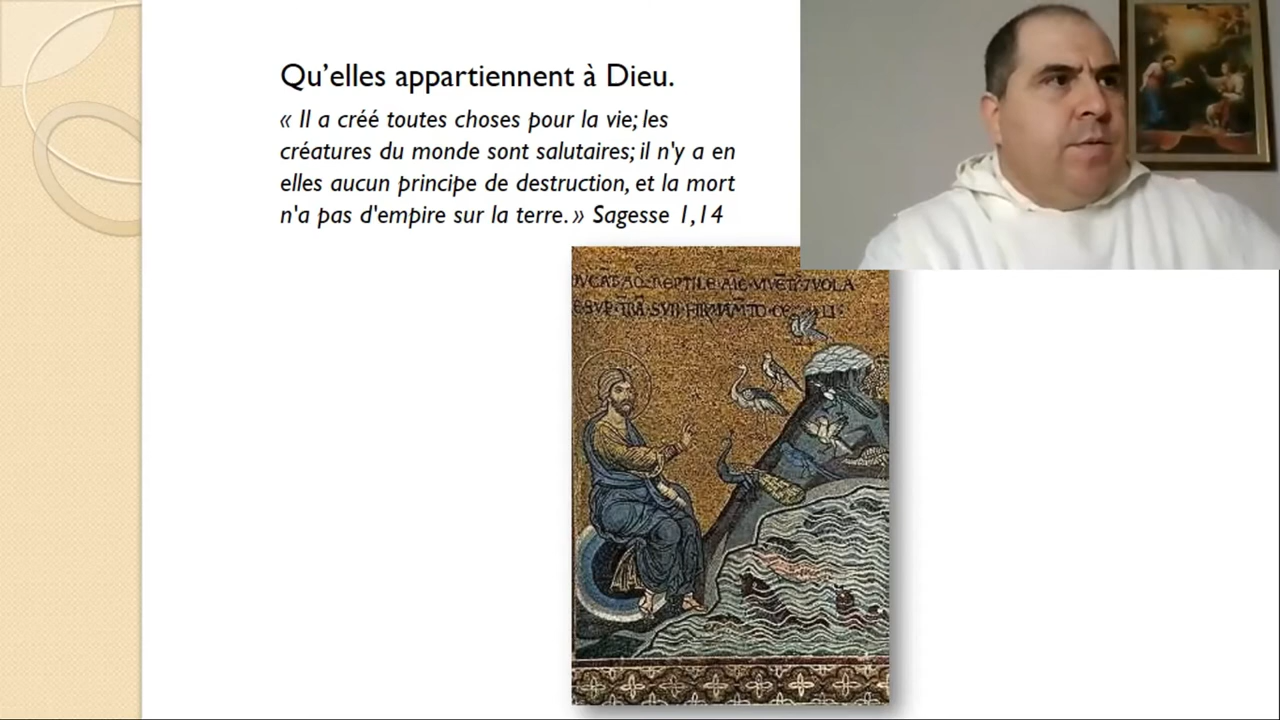 Qu’elles appartiennent à Dieu.
« Il a créé toutes choses pour la vie; les
créatures du monde sont salutaires; il n'y a en
elles aucun principe de destruction, et la mort
n'a pas d'empire sur la terre. » Sagesse 1,14
REPTILE